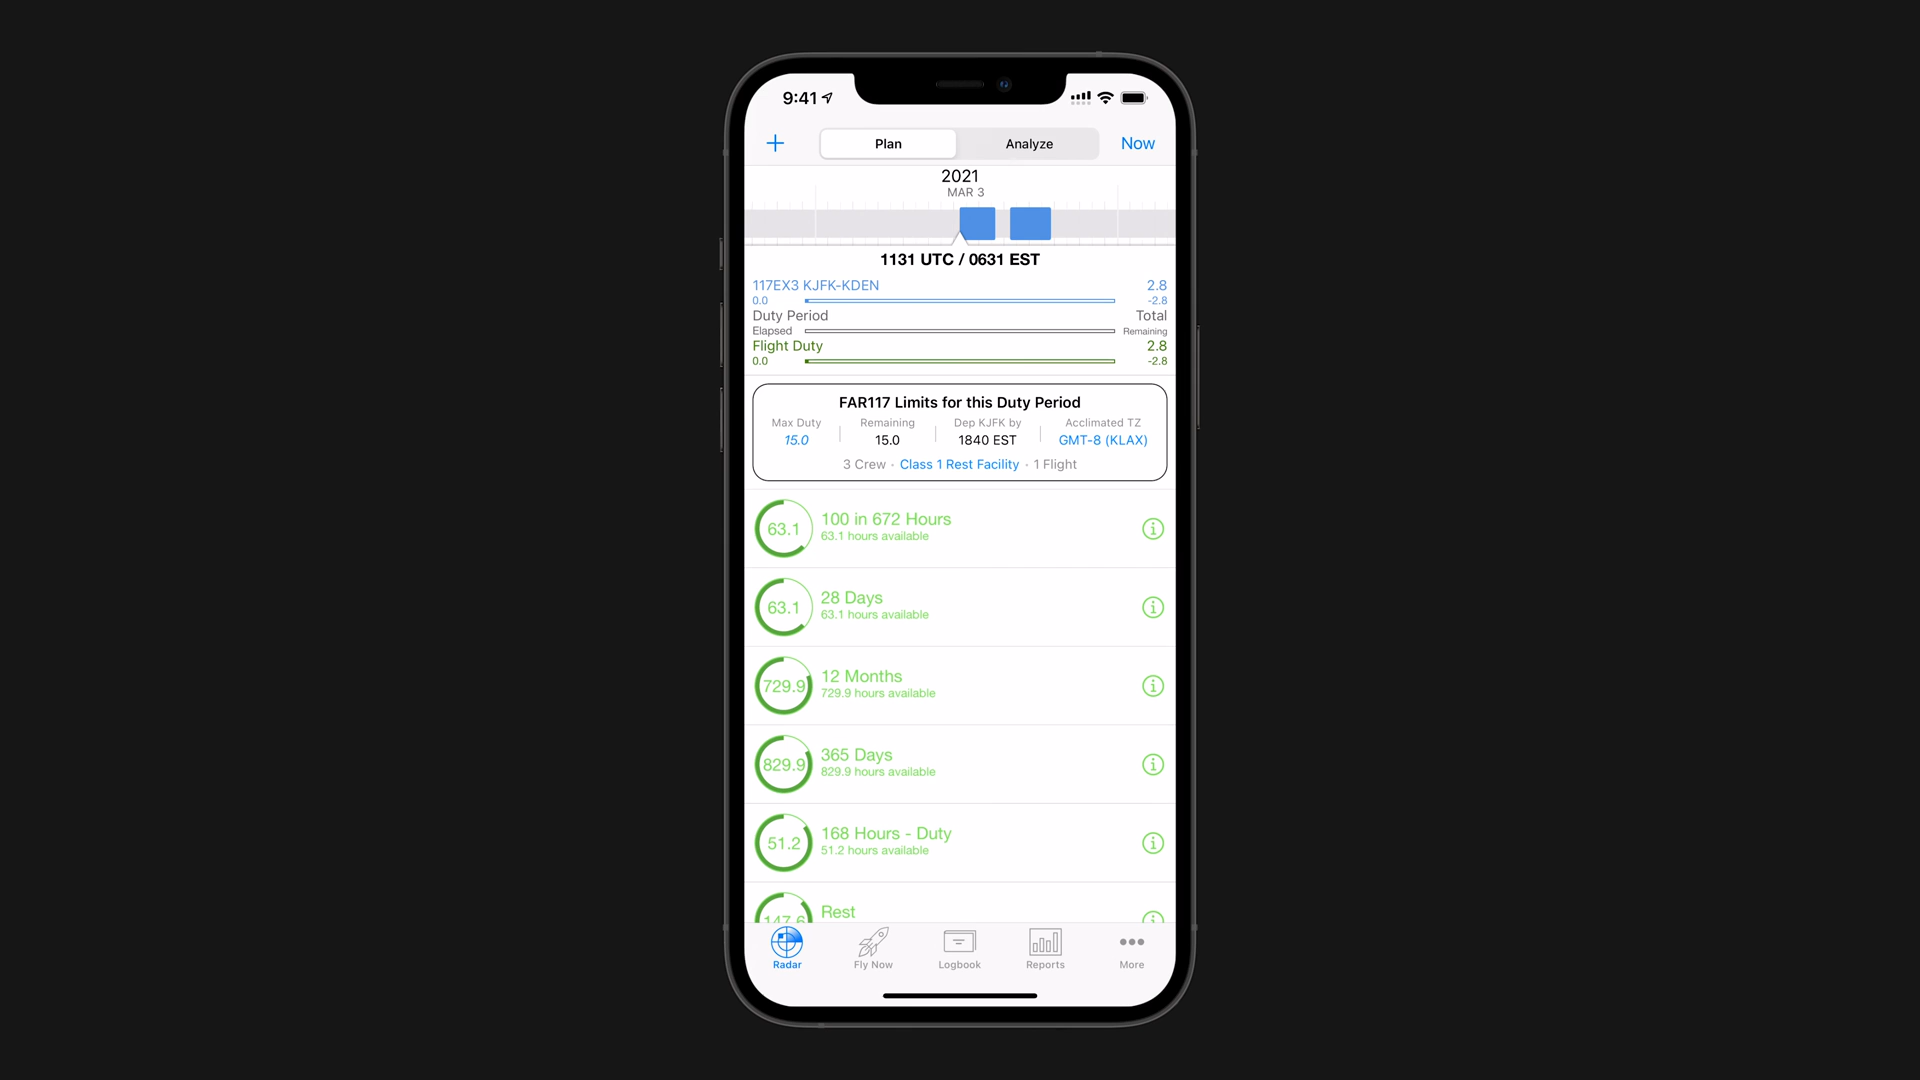 9:41
Plan Analyze Now
2021
MAR 3
1131 UTC / 0631 EST
117EX3 KJFK-KDEN 2.8
0.0 -2.8
Duty Period Total
Elapsed Remaining
Flight Duty 2.8
0.0 -2.8
FAR117 Limits for this Duty Period
Max Duty Remaining Dep KJFK by Acclimated TZ
15.0 15.0 1840 EST GMT-8 (KLAX)
3 Crew · Class 1 Rest Facility · 1 Flight
63.1 100 in 672 Hours
63.1 hours available
63.1 28 Days
63.1 hours available
729.9 12 Months
729.9 hours available
829.9 365 Days
829.9 hours available
51.2 168 Hours - Duty
51.2 hours available
147.6 Rest
Radar Fly Now Logbook Reports More